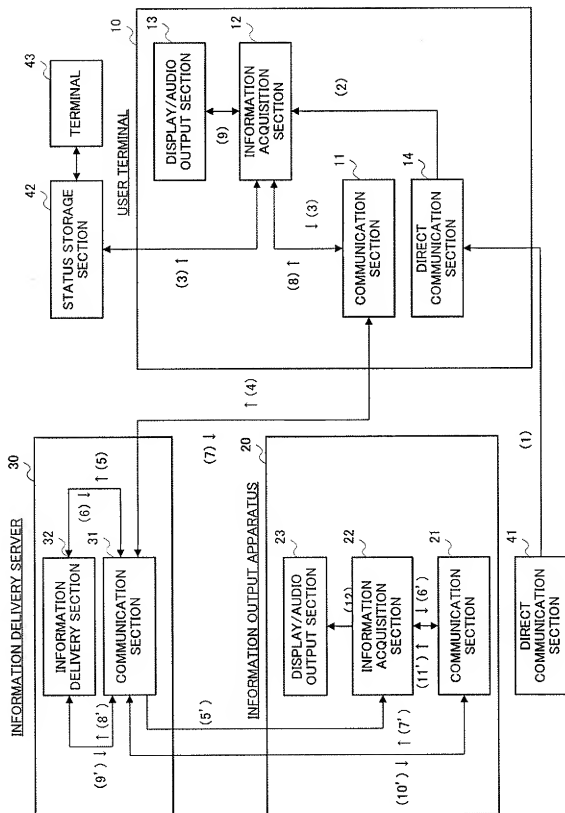 INFORMATION DELIVERY SERVER
30
32
INFORMATION
DELIVERY SECTION
(6) ↓
↑ (5)
31
COMMUNICATION
SECTION
(9') ↓
↑ (8')
(5')
(7) ↓
↑ (4)
INFORMATION OUTPUT APPARATUS
20
23
DISPLAY/AUDIO
OUTPUT SECTION
(12)
22
INFORMATION
ACQUISITION
SECTION
(11') ↑
↓ (6')
21
COMMUNICATION
SECTION
(10') ↓
↑ (7')
41
DIRECT
COMMUNICATION
SECTION
(1)
43
TERMINAL
42
STATUS STORAGE
SECTION
(3) ↑
USER TERMINAL
10
13
DISPLAY/AUDIO
OUTPUT SECTION
(9)
12
INFORMATION
ACQUISITION
SECTION
(2)
(8) ↑
↓ (3)
11
COMMUNICATION
SECTION
14
DIRECT
COMMUNICATION
SECTION